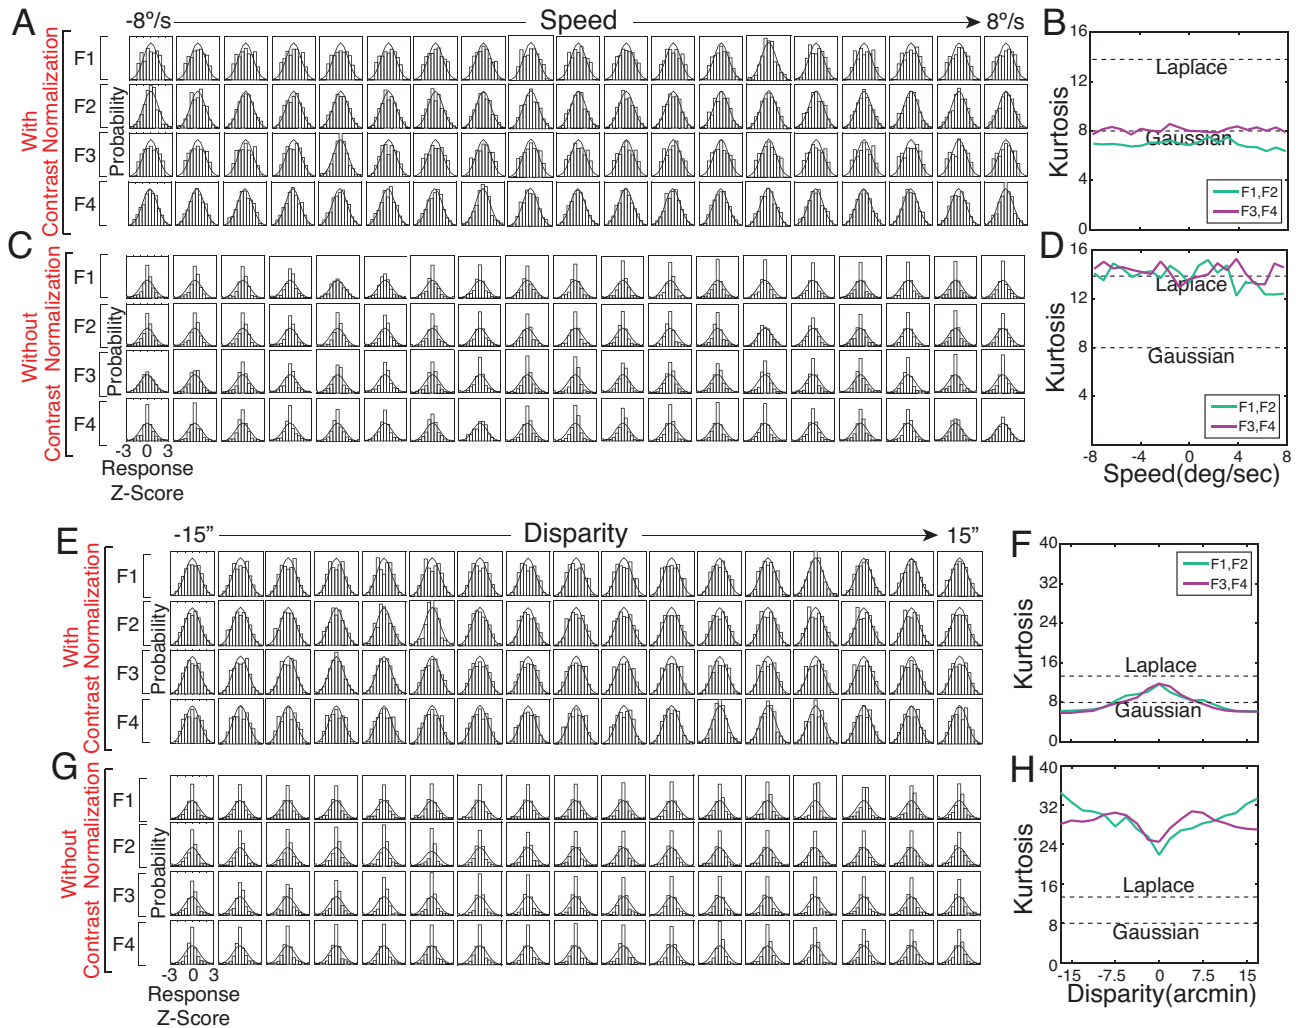 A
-8º/s
Speed
8º/s
With
Contrast Normalization
Probability
F1
F2
F3
F4
B
16
12
8
4
0
Kurtosis
Laplace
Gaussian
F1,F2
F3,F4
C
Without
Contrast Normalization
Probability
F1
F2
F3
F4
-3 0 3
Response
Z-Score
D
16
12
8
4
Kurtosis
Laplace
Gaussian
F1,F2
F3,F4
-8 -4 0 4 8
Speed(deg/sec)
E
-15”
Disparity
15”
With
Contrast Normalization
Probability
F1
F2
F3
F4
F
40
32
24
16
8
0
Kurtosis
F1,F2
F3,F4
Laplace
Gaussian
G
Without
Contrast Normalization
Probability
F1
F2
F3
F4
-3 0 3
Response
Z-Score
H
40
32
24
16
8
0
Kurtosis
Laplace
Gaussian
-15 -7.5 0 7.5 15
Disparity(arcmin)